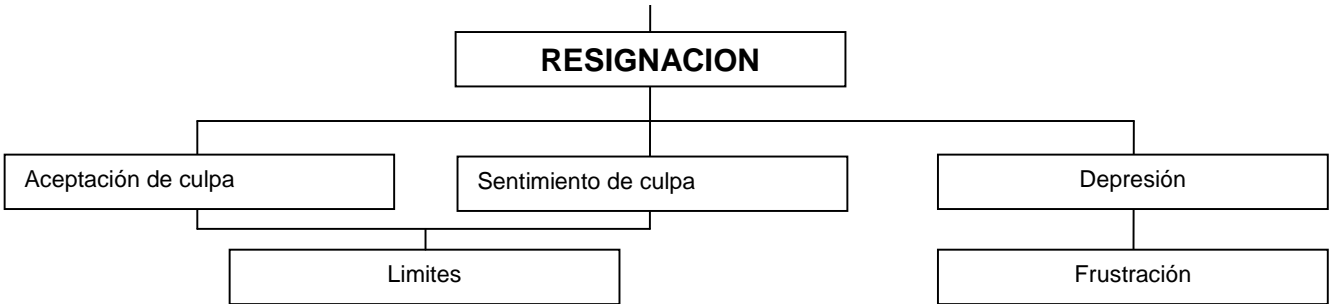 RESIGNACION
Aceptación de culpa
Sentimiento de culpa
Depresión
Limites
Frustración